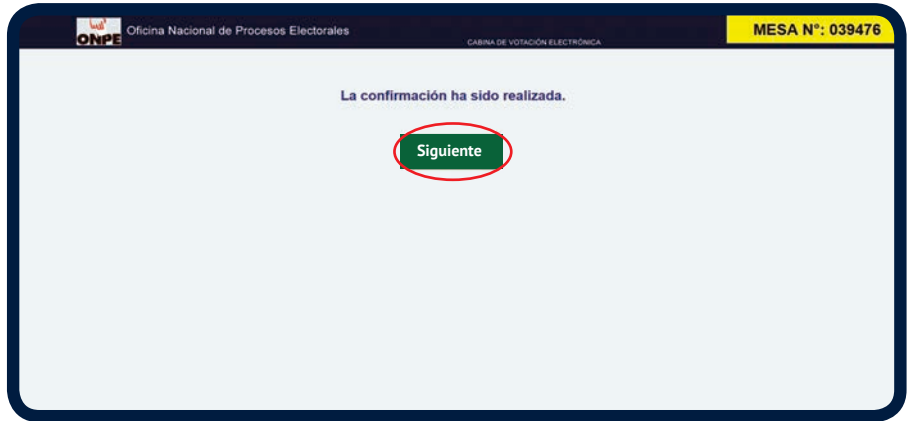 ONPE
Oficina Nacional de Procesos Electorales
CABINA DE VOTACIÓN ELECTRÓNICA
MESA N°: 039476
La confirmación ha sido realizada.
Siguiente